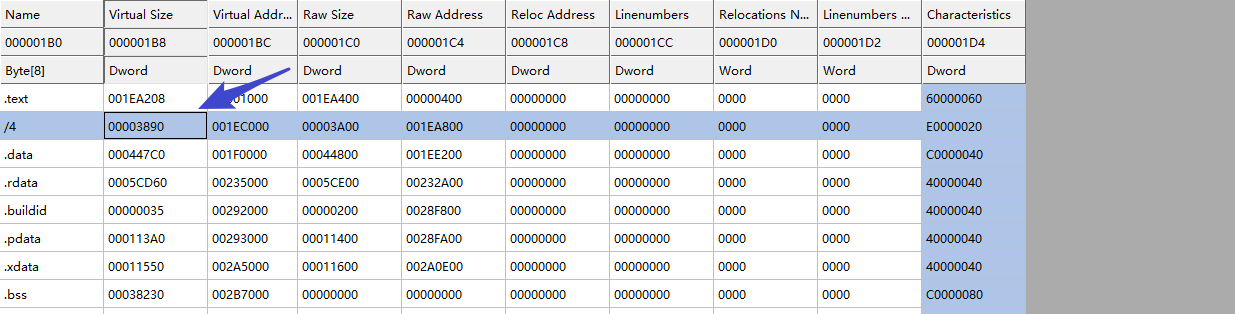 Name Virtual Size Virtual Addr... Raw Size Raw Address Reloc Address Linenumbers Relocations N... Linenumbers ... Characteristics
000001B0 000001B8 000001BC 000001C0 000001C4 000001C8 000001CC 000001D0 000001D2 000001D4
Byte[8] Dword Dword Dword Dword Dword Dword Word Word Dword
.text 001EA208 001000 001EA400 00000400 00000000 00000000 0000 0000 60000060
/4 00003890 001EC000 00003A00 001EA800 00000000 00000000 0000 0000 E0000020
.data 000447C0 001F0000 00044800 001EE200 00000000 00000000 0000 0000 C0000040
.rdata 0005CD60 00235000 0005CE00 00232A00 00000000 00000000 0000 0000 40000040
.buildid 00000035 00292000 00000200 0028F800 00000000 00000000 0000 0000 40000040
.pdata 000113A0 00293000 00011400 0028FA00 00000000 00000000 0000 0000 40000040
.xdata 00011550 002A5000 00011600 002A0E00 00000000 00000000 0000 0000 40000040
.bss 00038230 002B7000 00000000 00000000 00000000 00000000 0000 0000 C0000080